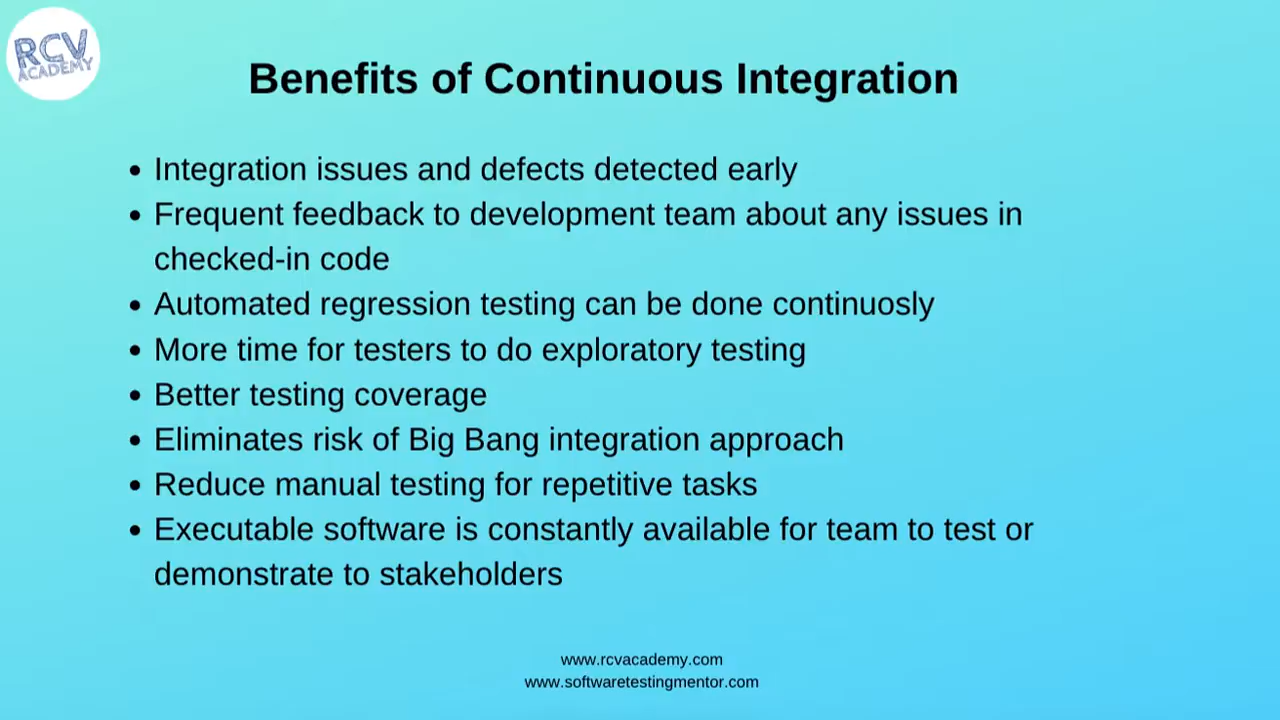 RCV
ACADEMY
Benefits of Continuous Integration
• Integration issues and defects detected early
• Frequent feedback to development team about any issues in
checked-in code
• Automated regression testing can be done continuosly
• More time for testers to do exploratory testing
• Better testing coverage
• Eliminates risk of Big Bang integration approach
• Reduce manual testing for repetitive tasks
• Executable software is constantly available for team to test or
demonstrate to stakeholders
www.rcvacademy.com
www.softwaretestingmentor.com